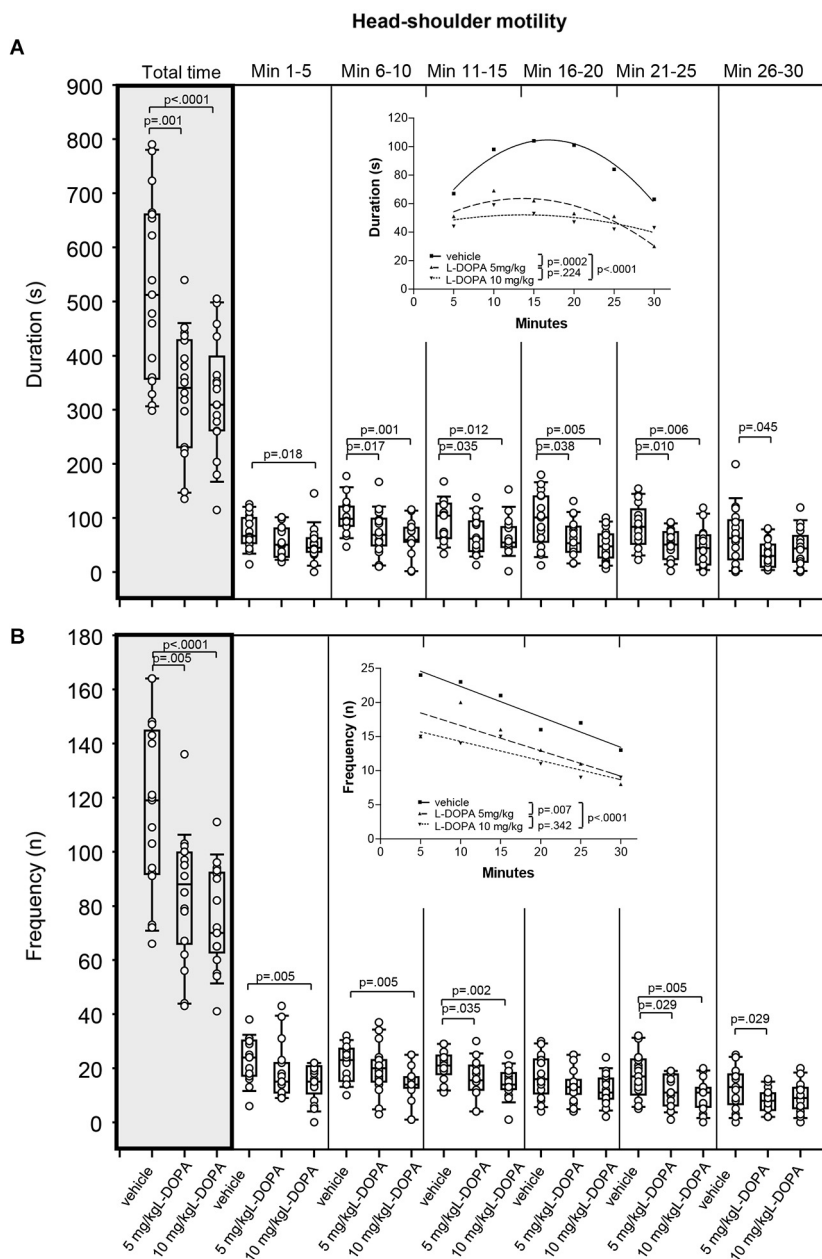 Head-shoulder motility
A
Total time Min 1-5 Min 6-10 Min 11-15 Min 16-20 Min 21-25 Min 26-30
Duration (s)
900
800
700
600
500
400
300
200
100
0
p<.0001
p=.001
p=.018
p=.001
p=.017
p=.012
p=.035
p=.005
p=.038
p=.006
p=.010
p=.045
Duration (s)
120
100
80
60
40
20
0
vehicle
L-DOPA 5mg/kg
L-DOPA 10 mg/kg
p=.0002
p=.224
p<.0001
0 5 10 15 20 25 30
Minutes
B
Frequency (n)
180
160
140
120
100
80
60
40
20
0
p<.0001
p=.005
p=.005
p=.005
p=.002
p=.035
p=.005
p=.029
p=.029
Frequency (n)
25
20
15
10
5
0
vehicle
L-DOPA 5mg/kg
L-DOPA 10 mg/kg
p=.007
p=.342
p<.0001
0 5 10 15 20 25 30
Minutes
vehicle
5 mg/kgL-DOPA
10 mg/kgL-DOPA
vehicle
5 mg/kgL-DOPA
10 mg/kgL-DOPA
vehicle
5 mg/kgL-DOPA
10 mg/kgL-DOPA
vehicle
5 mg/kgL-DOPA
10 mg/kgL-DOPA
vehicle
5 mg/kgL-DOPA
10 mg/kgL-DOPA
vehicle
5 mg/kgL-DOPA
10 mg/kgL-DOPA
vehicle
5 mg/kgL-DOPA
10 mg/kgL-DOPA